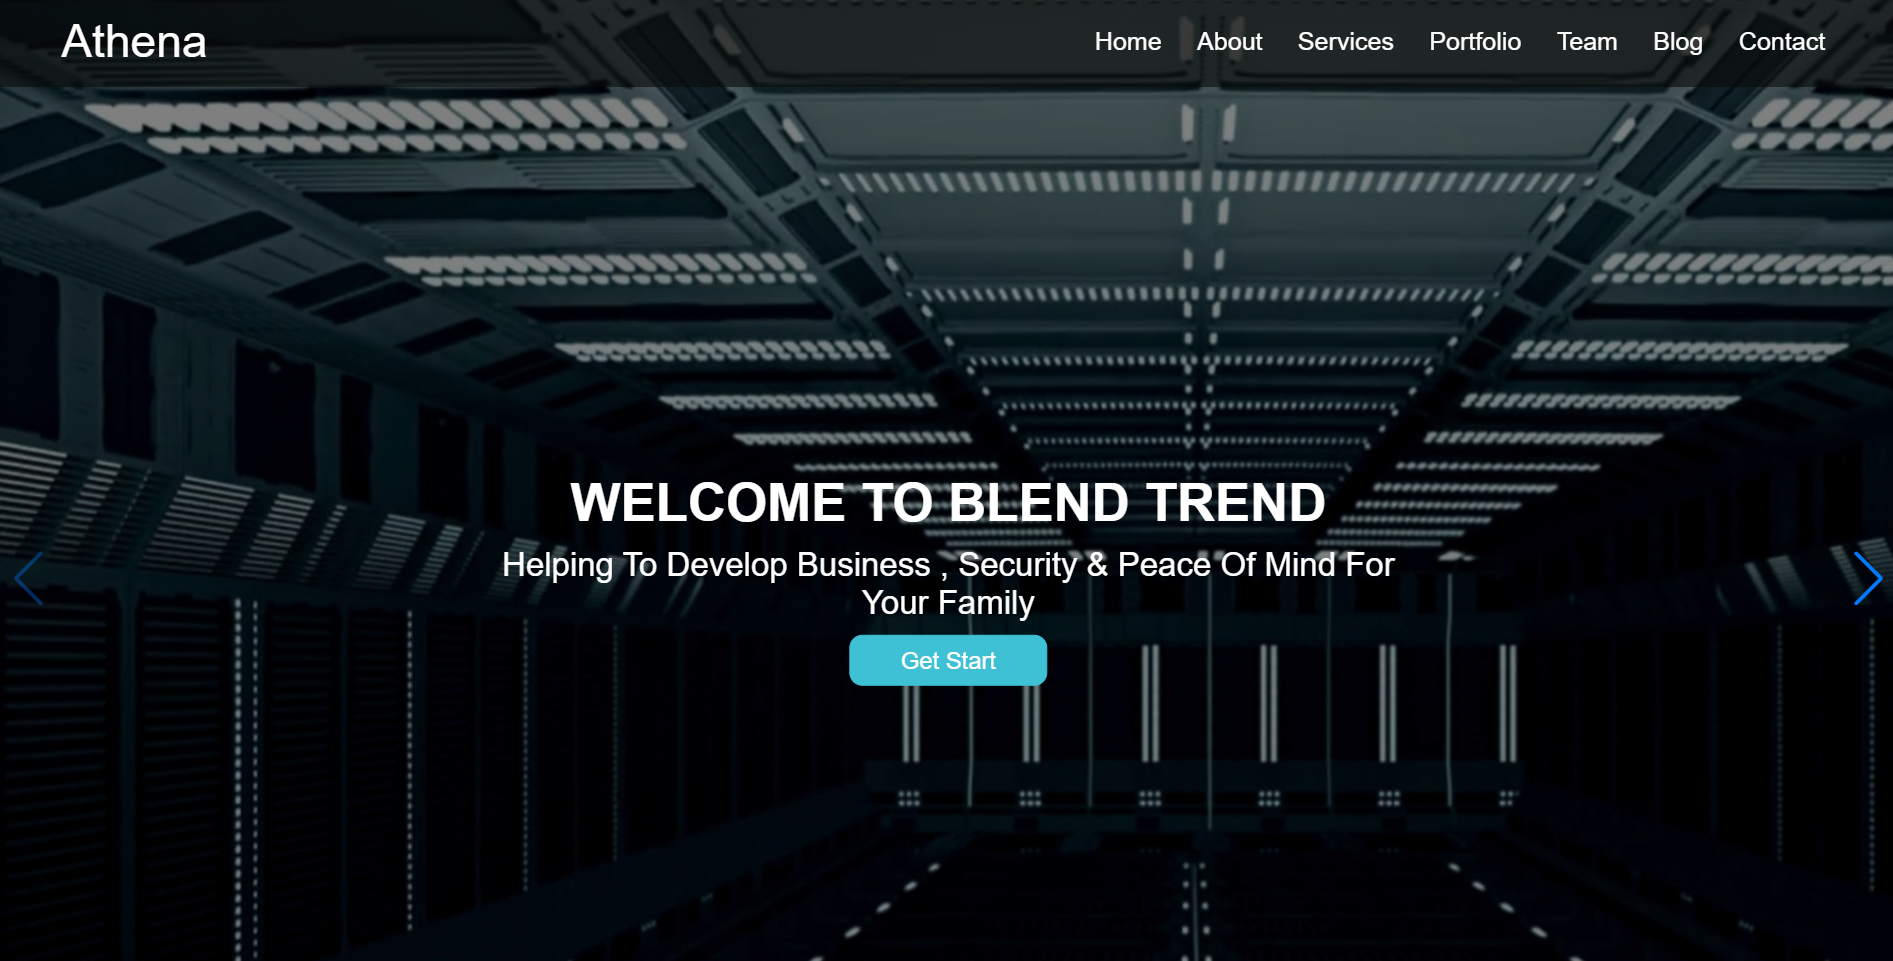 Athena
Home About Services Portfolio Team Blog Contact
WELCOME TO BLEND TREND
Helping To Develop Business , Security & Peace Of Mind For
Your Family
Get Start